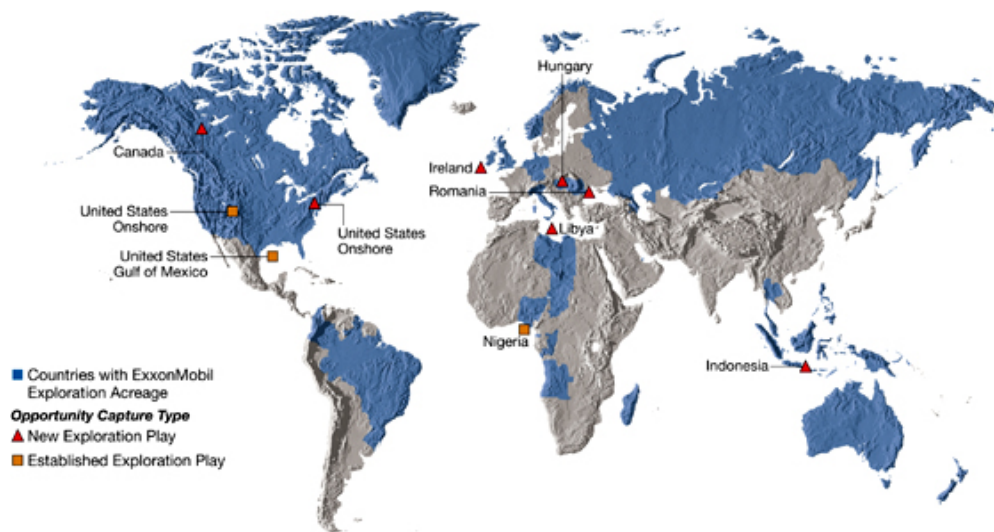 Hungary
Canada
Ireland
Romania
United States
Onshore
United States
Onshore
Libya
United States
Gulf of Mexico
Nigeria
Indonesia
Countries with ExxonMobil
Exploration Acreage
Opportunity Capture Type
New Exploration Play
Established Exploration Play